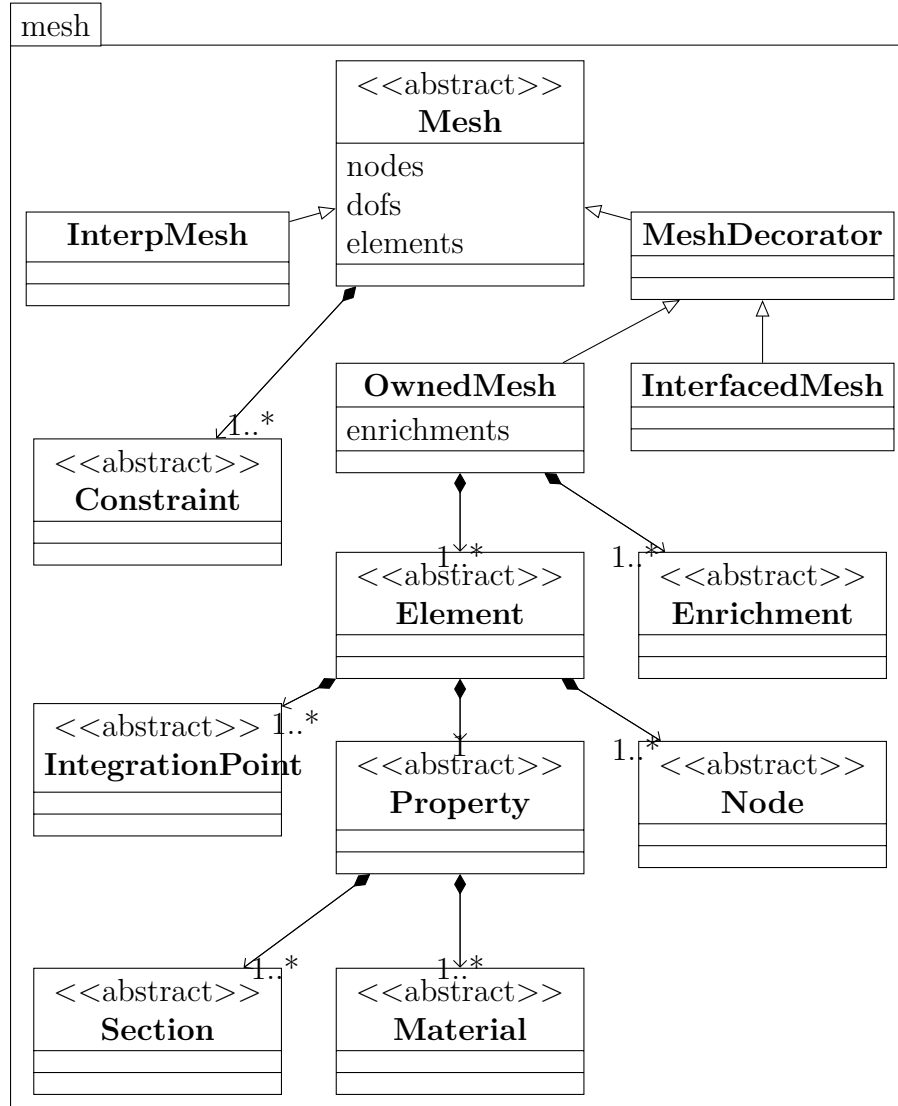 mesh
<<abstract>>
Mesh
nodes
dofs
elements
InterpMesh
MeshDecorator
OwnedMesh
enrichments
InterfacedMesh
1..*
<<abstract>>
Constraint
1..*
<<abstract>>
Element
1..*
<<abstract>>
Enrichment
1..*
<<abstract>>
IntegrationPoint
1
<<abstract>>
Property
1..*
<<abstract>>
Node
1..*
<<abstract>>
Section
1..*
<<abstract>>
Material